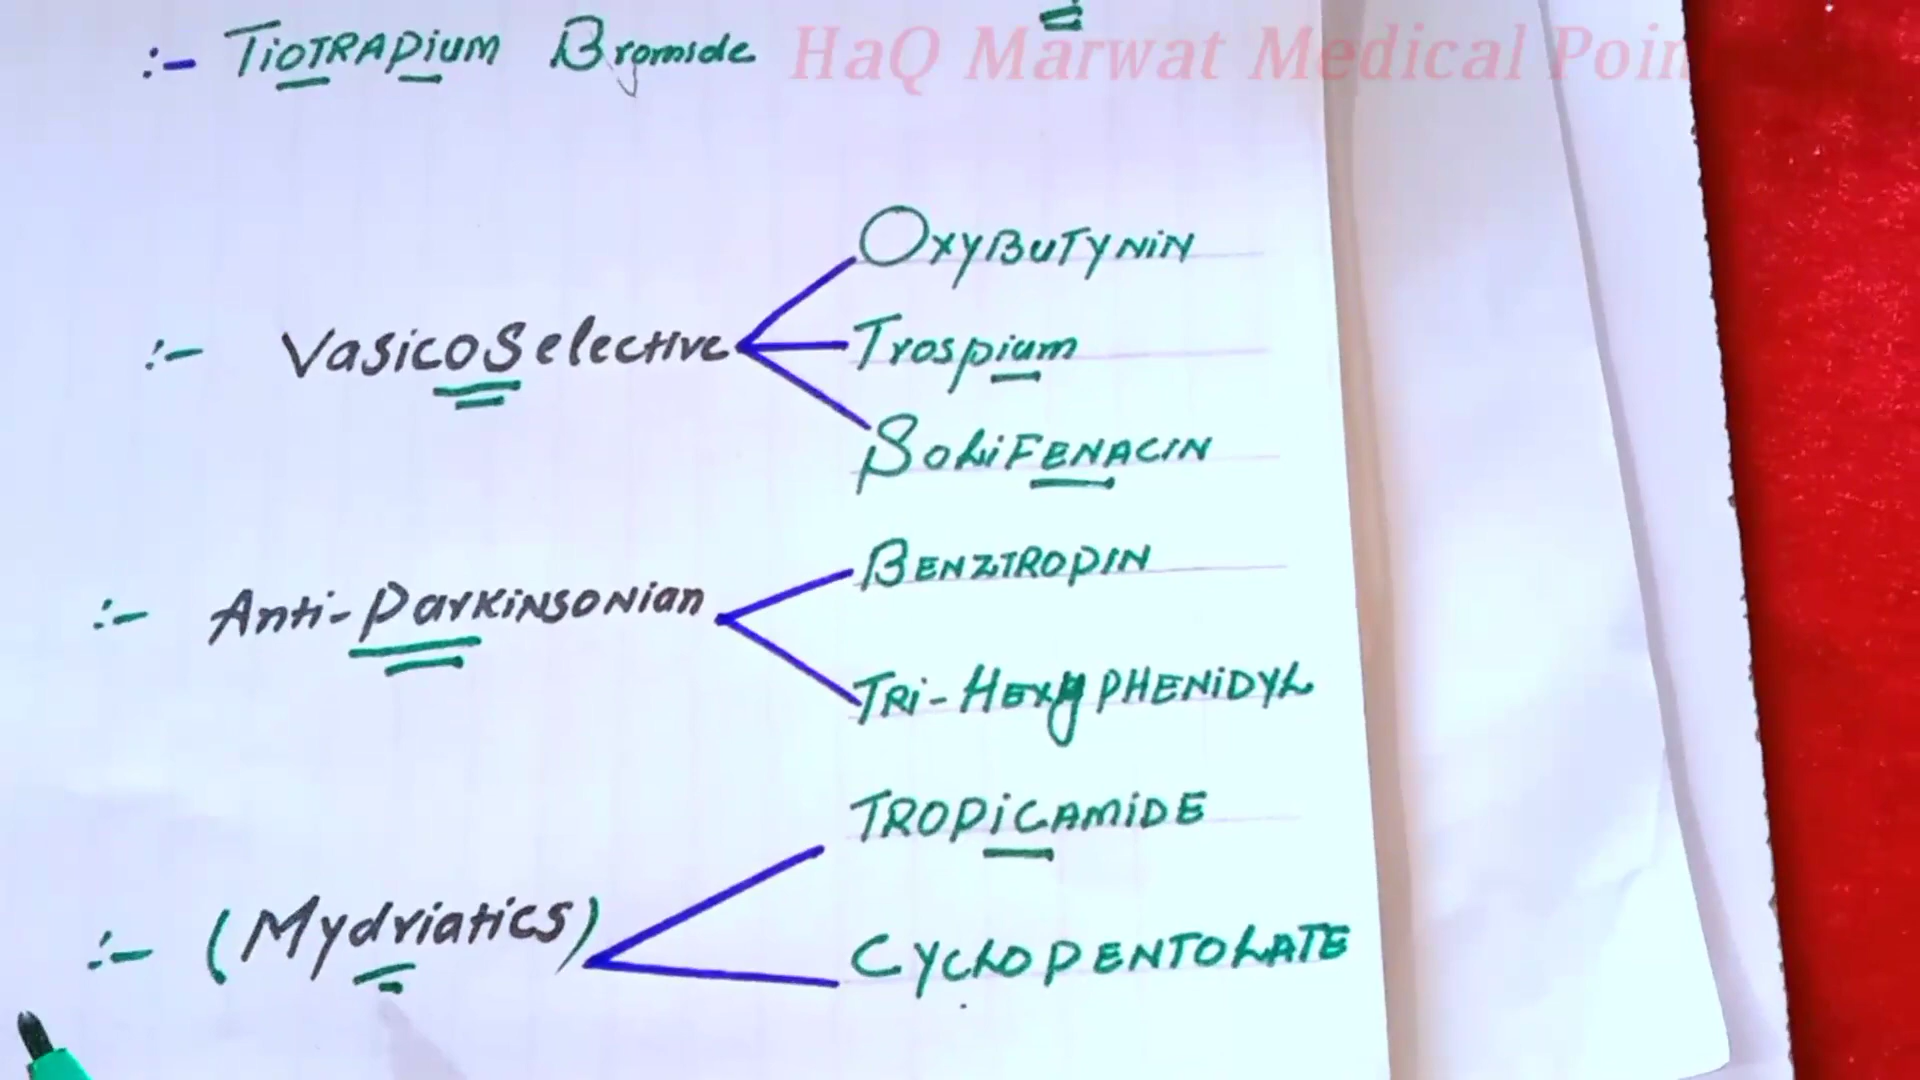 :- TioTRAPium Bromide
HaQ Marwat Medical Poin
OxyButyNiN
:- VasicoSelective
Trospium
SoliFENACIN
BENZTROPIN
:- Anti-ParkiNSONian
TRi-HexyPHENiDYL
TROPiCAMiDE
:- (Mydriatics)
CYCLOPENTOLATE